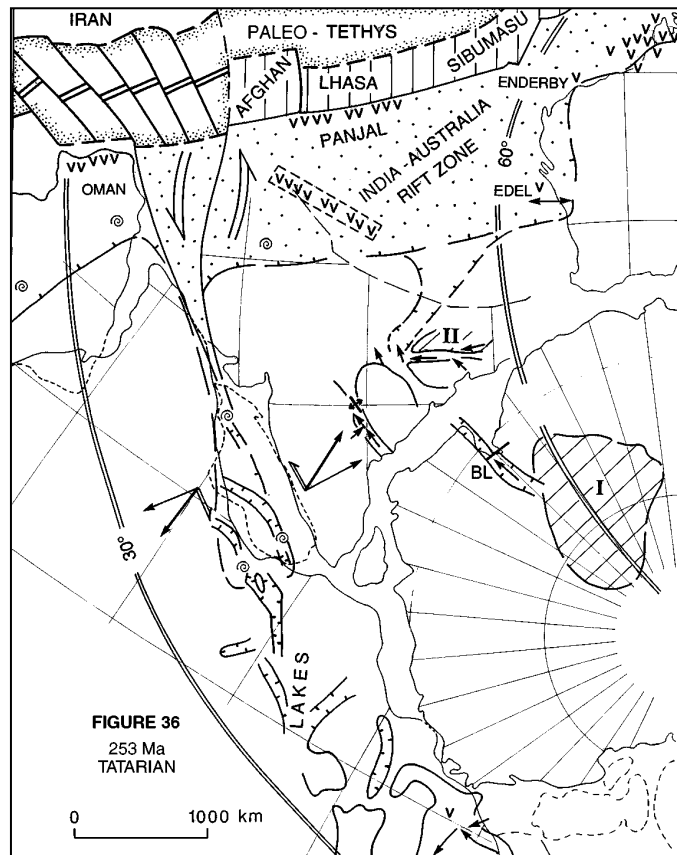 IRAN
PALEO - TETHYS
SIBUMASU
AFGHAN
LHASA
ENDERBY
v v v v v v v v v v v v
v
v v v v v v
PANJAL
v v v v v
OMAN
INDIA-AUSTRALIA
RIFT ZONE
60°
EDEL
v
v v v v v v v v
II
BL
I
30°
LAKES
FIGURE 36
253 Ma
TATARIAN
0 1000 km
v